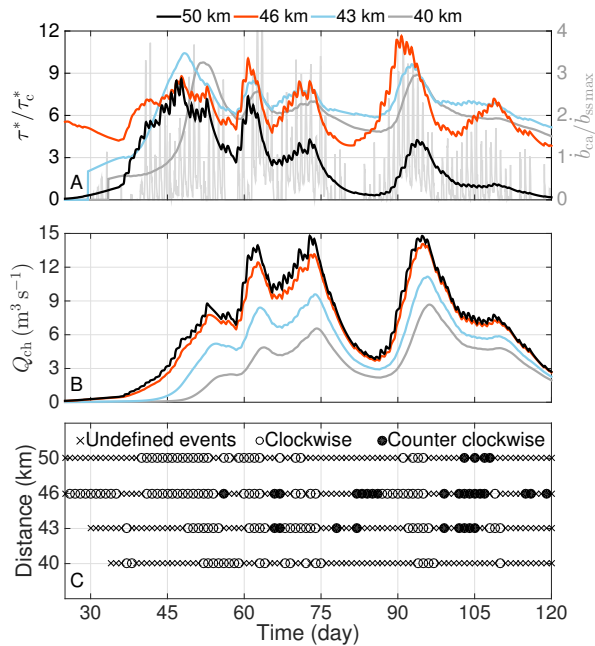 50 km 46 km 43 km 40 km
12
9
6
3
0
τ*/τc*
4
3
2
1
0
b̄ca/b̄ss max
A
15
12
9
6
3
0
Qch (m³ s⁻¹)
B
×Undefined events ○Clockwise ●Counter clockwise
50
46
43
40
Distance (km)
C
30 45 60 75 90 105 120
Time (day)